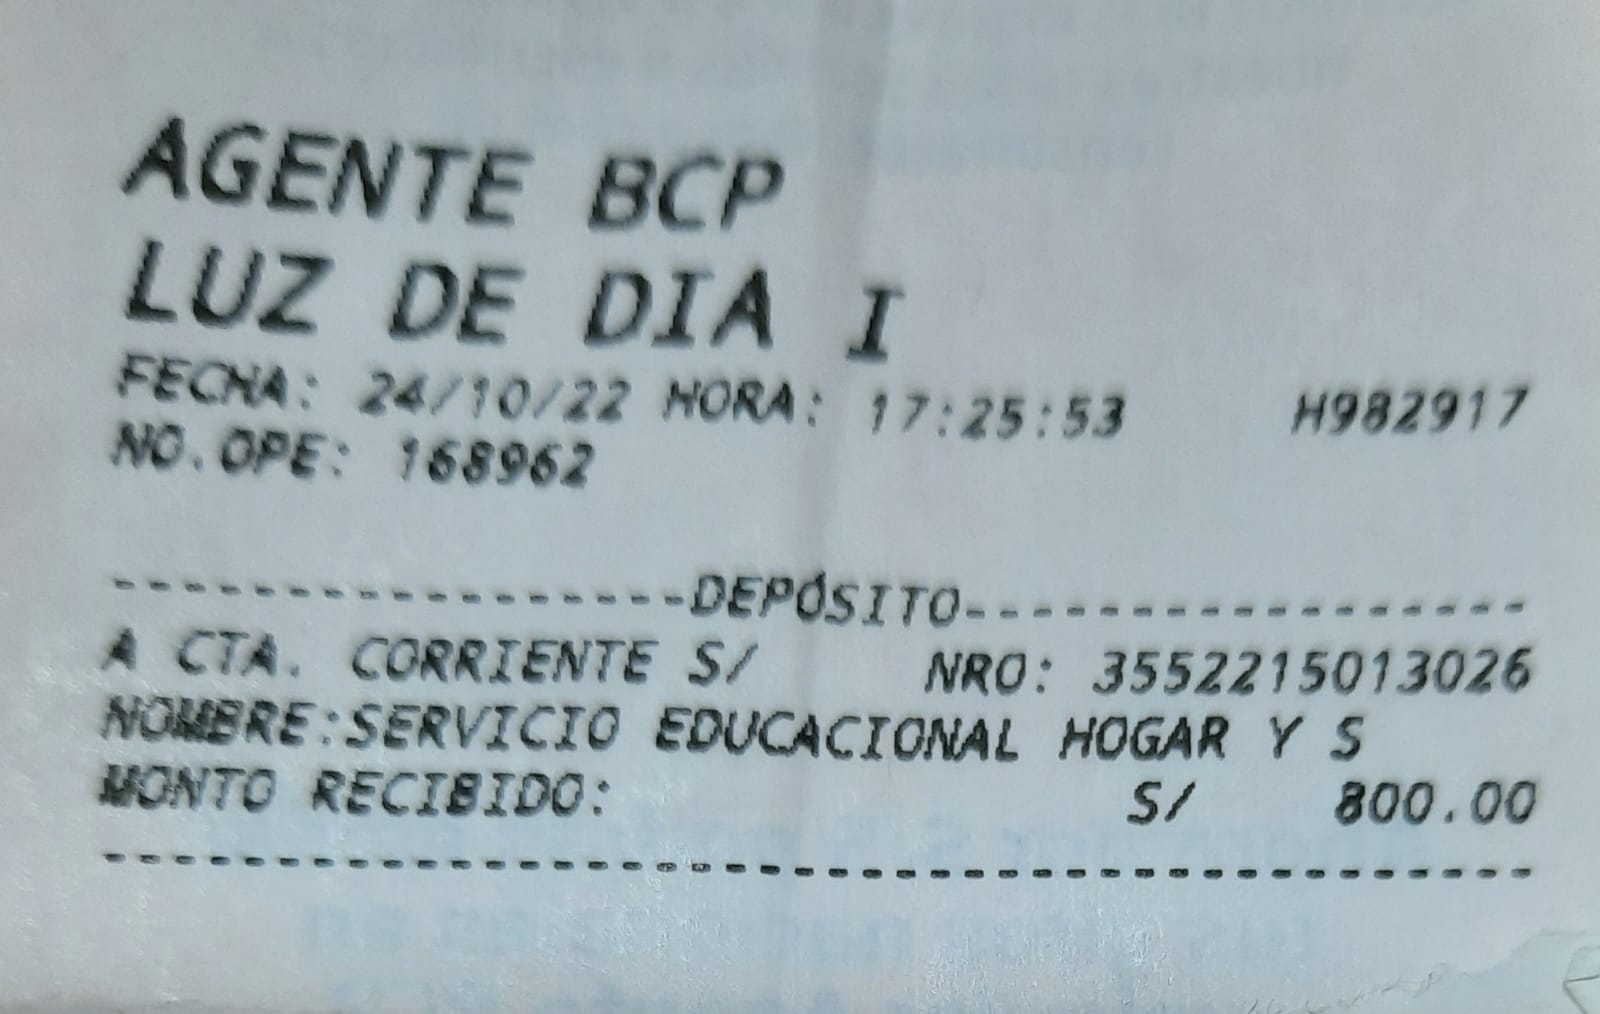 AGENTE BCP
LUZ DE DIA I
FECHA: 24/10/22 HORA: 17:25:53 H982917
NO.OPE: 168962
------------------DEPÓSITO------------------
A CTA. CORRIENTE S/ NRO: 3552215013026
NOMBRE:SERVICIO EDUCACIONAL HOGAR Y S
MONTO RECIBIDO: S/ 800.00